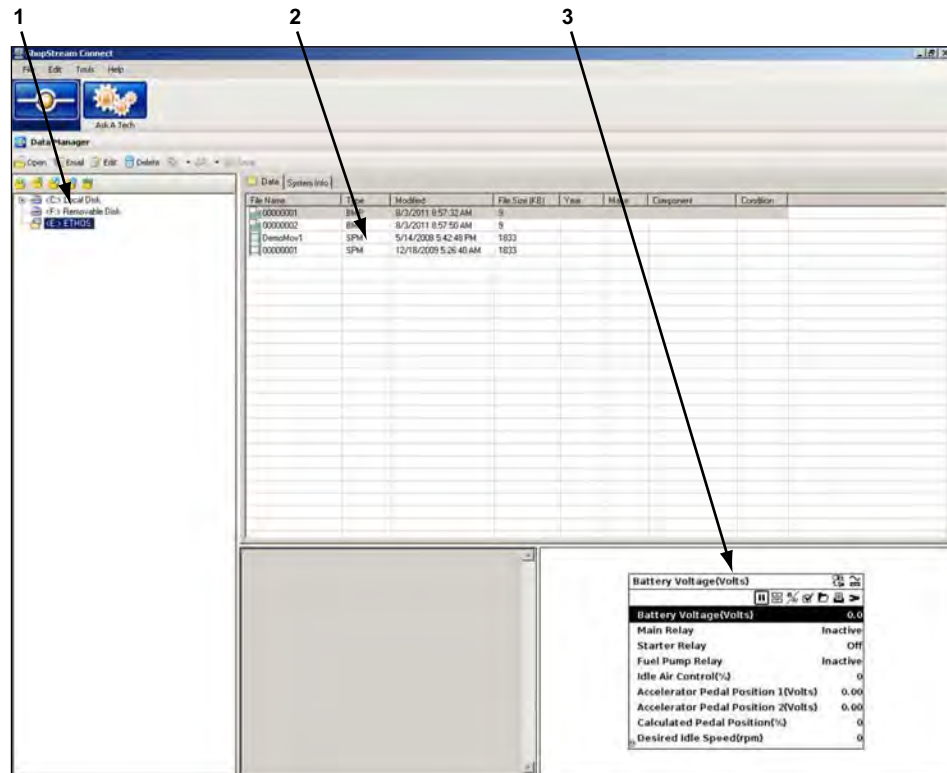 1 2 3
ShopStream Connect
File Edit Tools Help
Ask A Tech
Data Manager
Open Email Edit Delete Save
Data System Info
<C:> Local Disk
<F:> Removable Disk
<E:> ETHOS
File Name Type Modified File Size (KB) Year Make Component Condition
00000001 BMP 8/3/2011 8:57:32 AM 9
00000002 BMP 8/3/2011 8:57:50 AM 9
DemoMov1 SPM 5/14/2008 5:42:48 PM 1833
00000001 SPM 12/18/2009 5:26:40 AM 1833
Battery Voltage(Volts)
Battery Voltage(Volts) 0.0
Main Relay Inactive
Starter Relay Off
Fuel Pump Relay Inactive
Idle Air Control(%) 0
Accelerator Pedal Position 1(Volts) 0.00
Accelerator Pedal Position 2(Volts) 0.00
Calculated Pedal Position(%) 0
Desired Idle Speed(rpm) 0